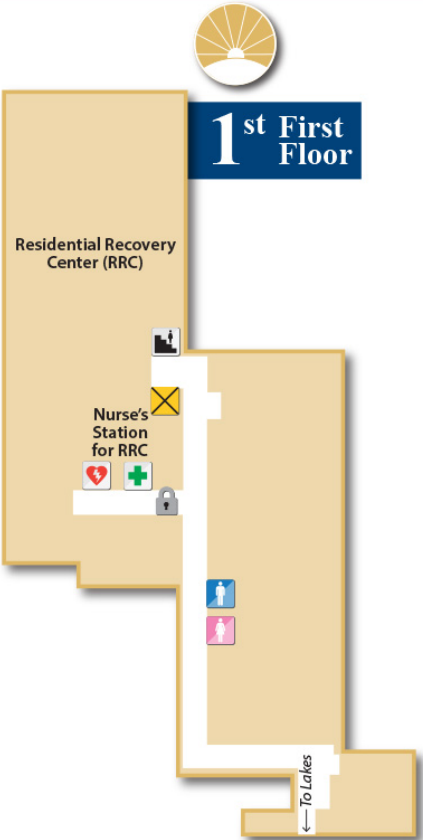 1st First
Floor
Residential Recovery
Center (RRC)
Nurse's
Station
for RRC
←To Lakes